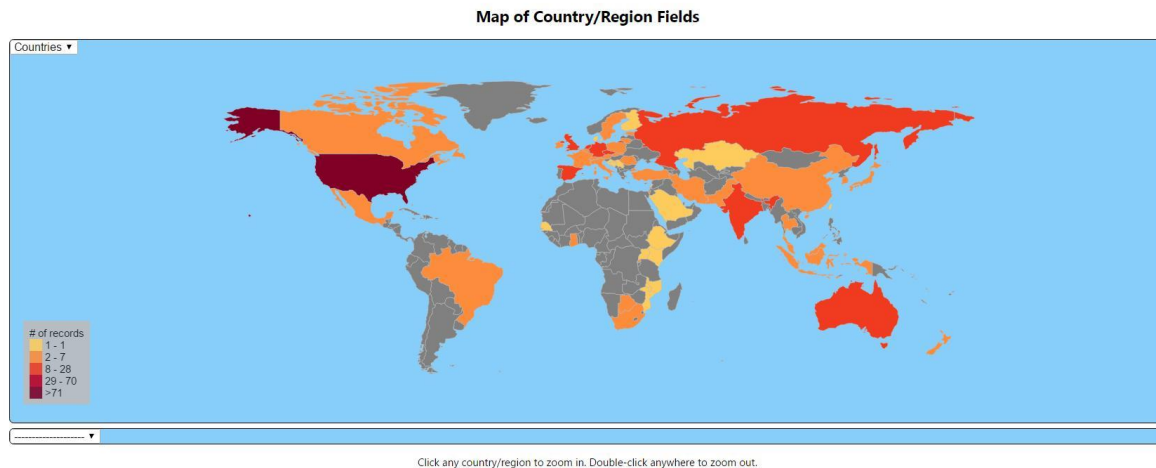 Map of Country/Region Fields
Countries ▼
# of records
1 - 1
2 - 7
8 - 28
29 - 70
>71
-------------------- ▼
Click any country/region to zoom in. Double-click anywhere to zoom out.